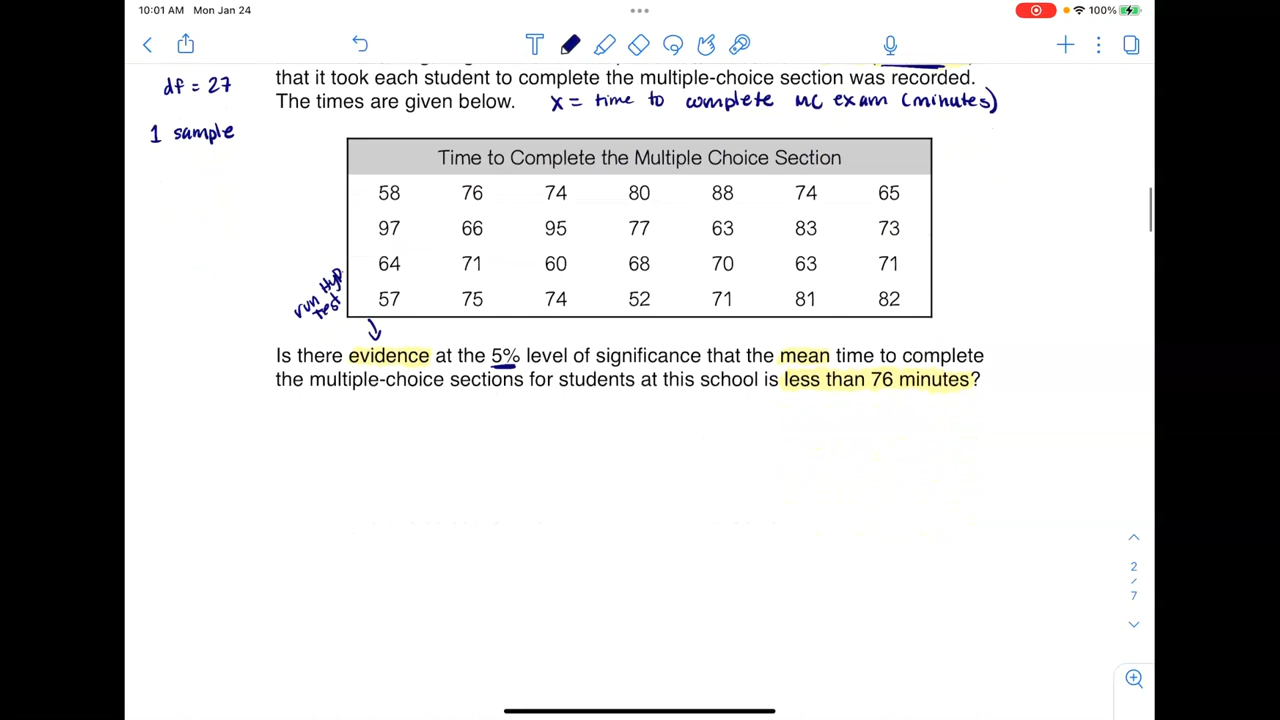 10:01 AM Mon Jan 24
100%
df = 27
that it took each student to complete the multiple-choice section was recorded.
The times are given below. x = time to complete MC exam (minutes)
1 sample
Time to Complete the Multiple Choice Section
58 76 74 80 88 74 65
97 66 95 77 63 83 73
64 71 60 68 70 63 71
57 75 74 52 71 81 82
run Hyp
test
Is there evidence at the 5% level of significance that the mean time to complete
the multiple-choice sections for students at this school is less than 76 minutes?
2
/
7